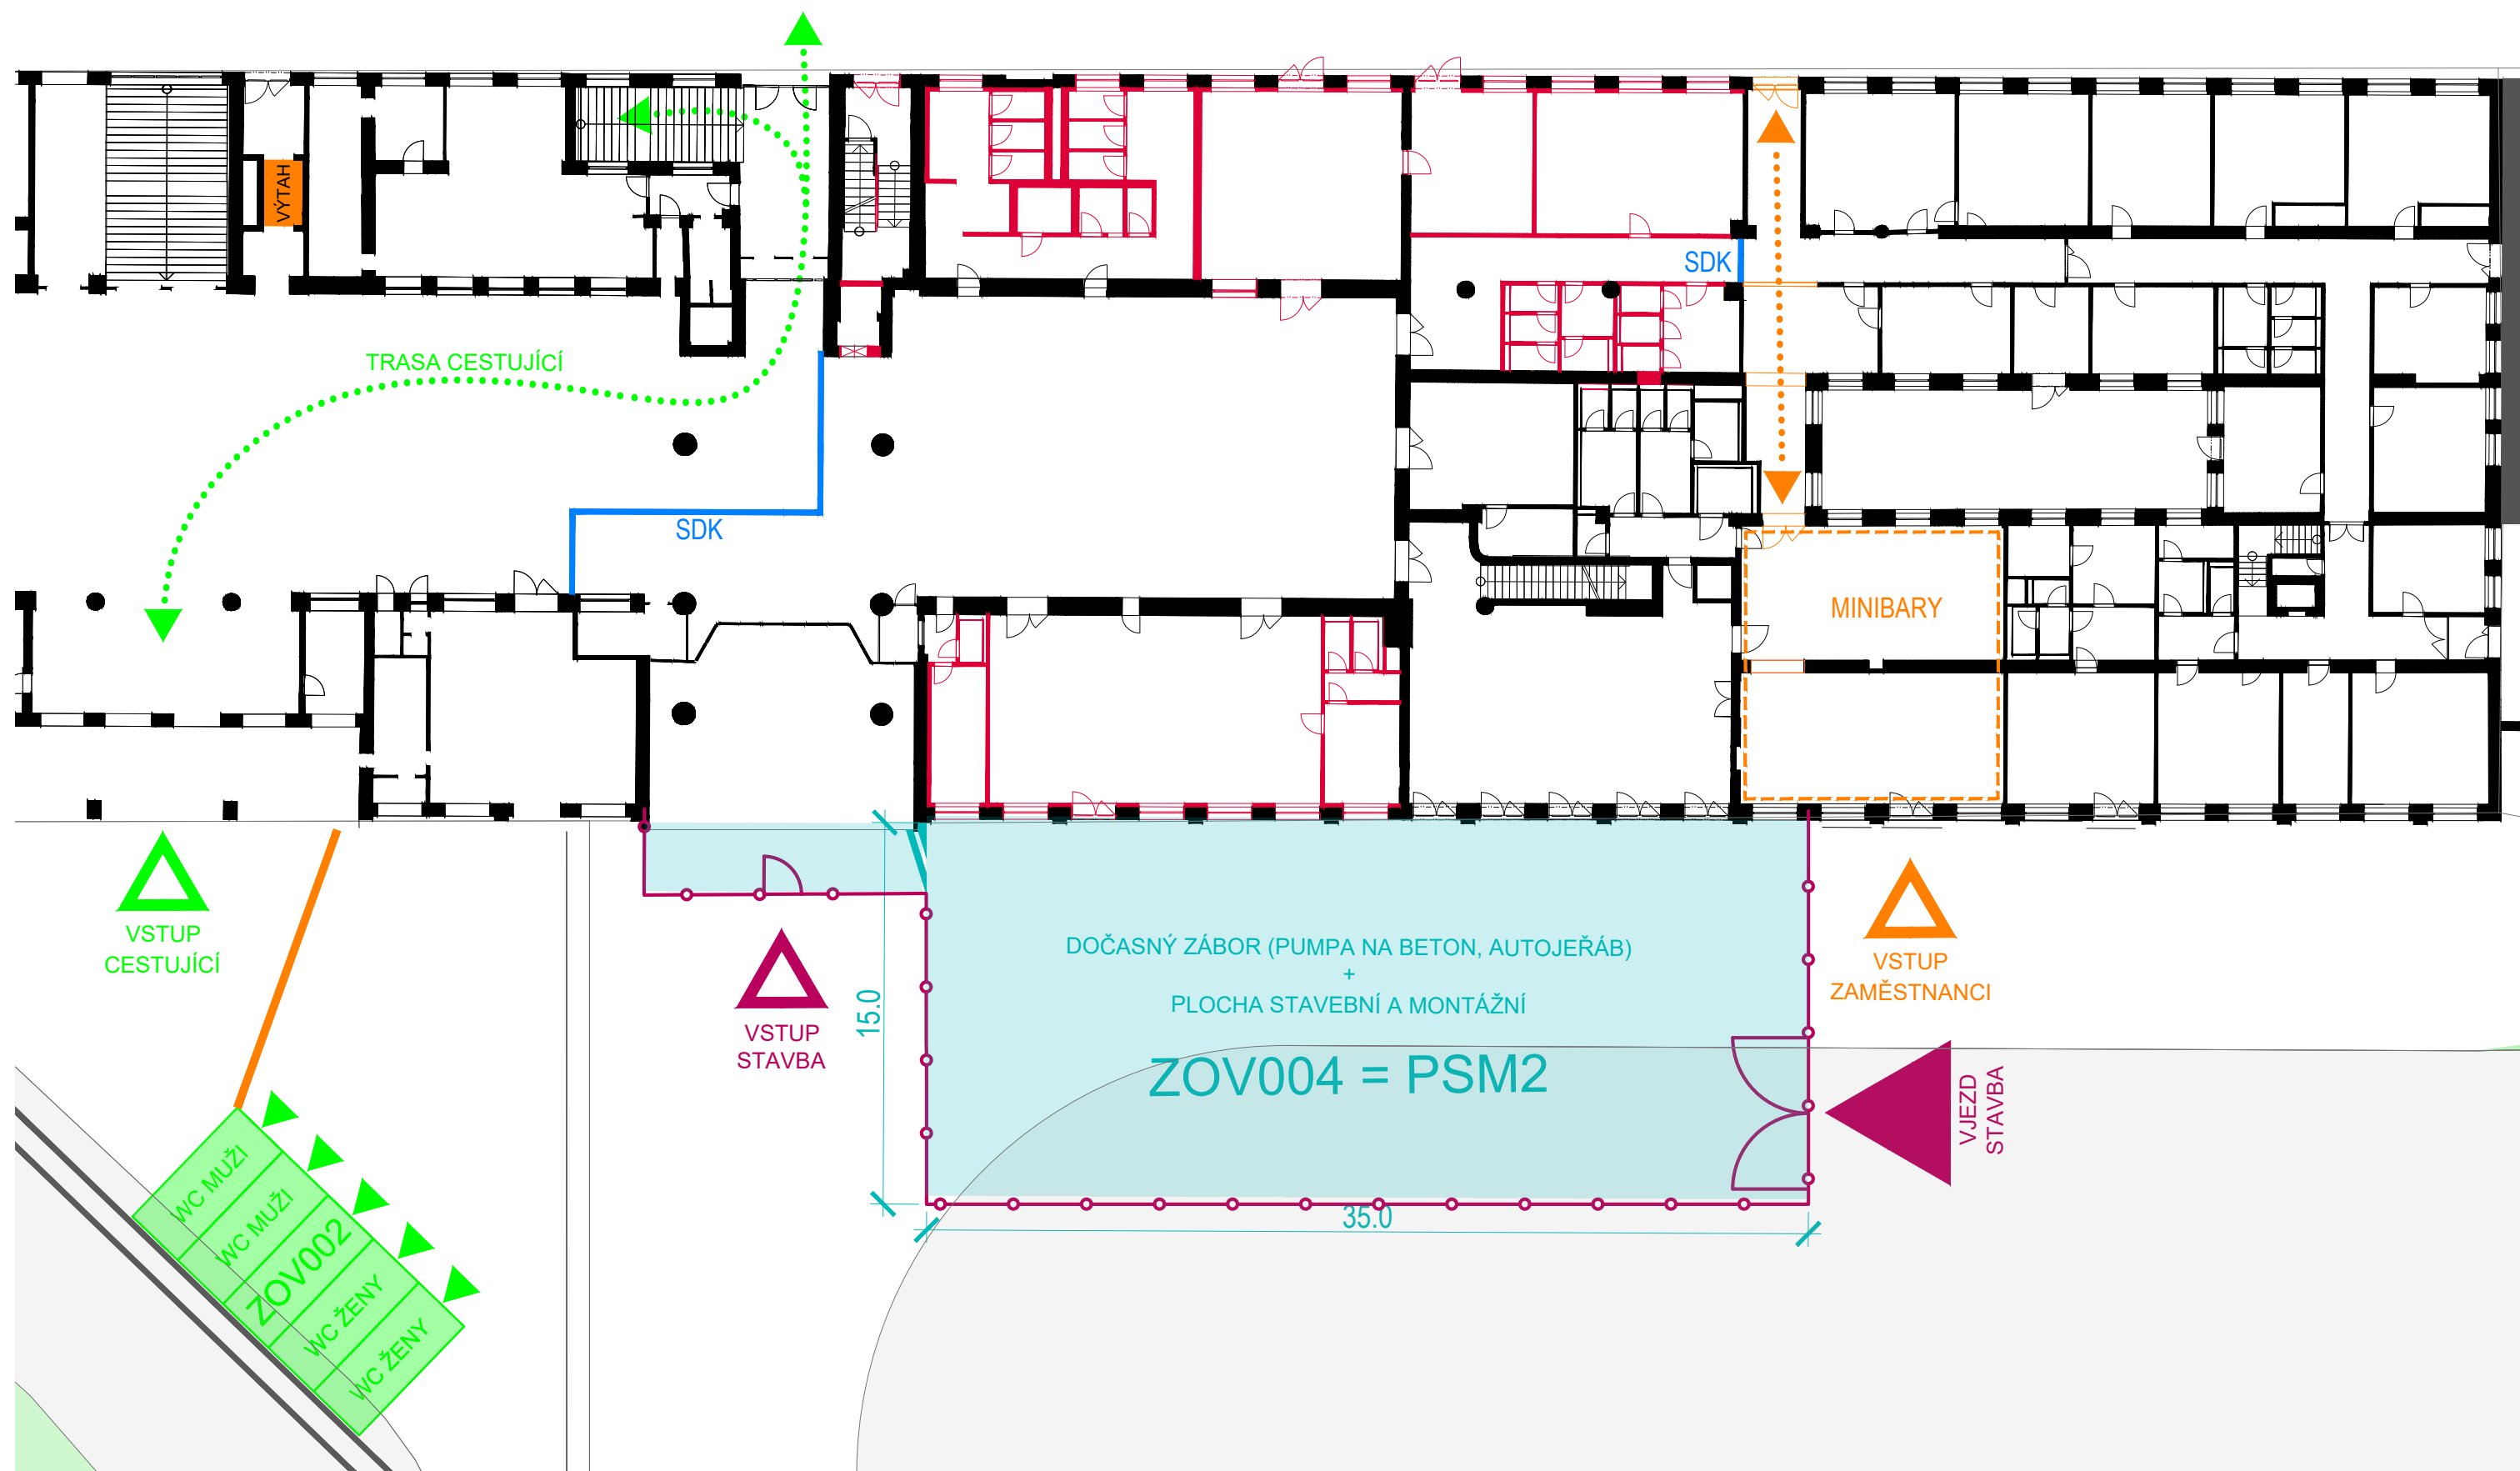 VÝTAH
SDK
TRASA CESTUJÍCÍ
SDK
MINIBARY
VSTUP
CESTUJÍCÍ
VSTUP
STAVBA
15.0
DOČASNÝ ZÁBOR (PUMPA NA BETON, AUTOJEŘÁB)
+
PLOCHA STAVEBNÍ A MONTÁŽNÍ
ZOV004 = PSM2
VSTUP
ZAMĚSTNANCI
VJEZD
STAVBA
35.0
WC MUŽI
WC MUŽI
ZOV002
WC ŽENY
WC ŽENY